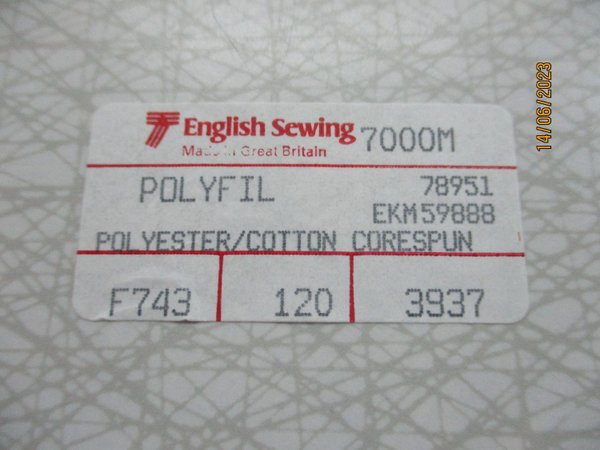 English Sewing 7000M
Made in Great Britain
POLYFIL 78951
EKM59888
POLYESTER/COTTON CORESPUN
F743 120 3937
14/06/2023